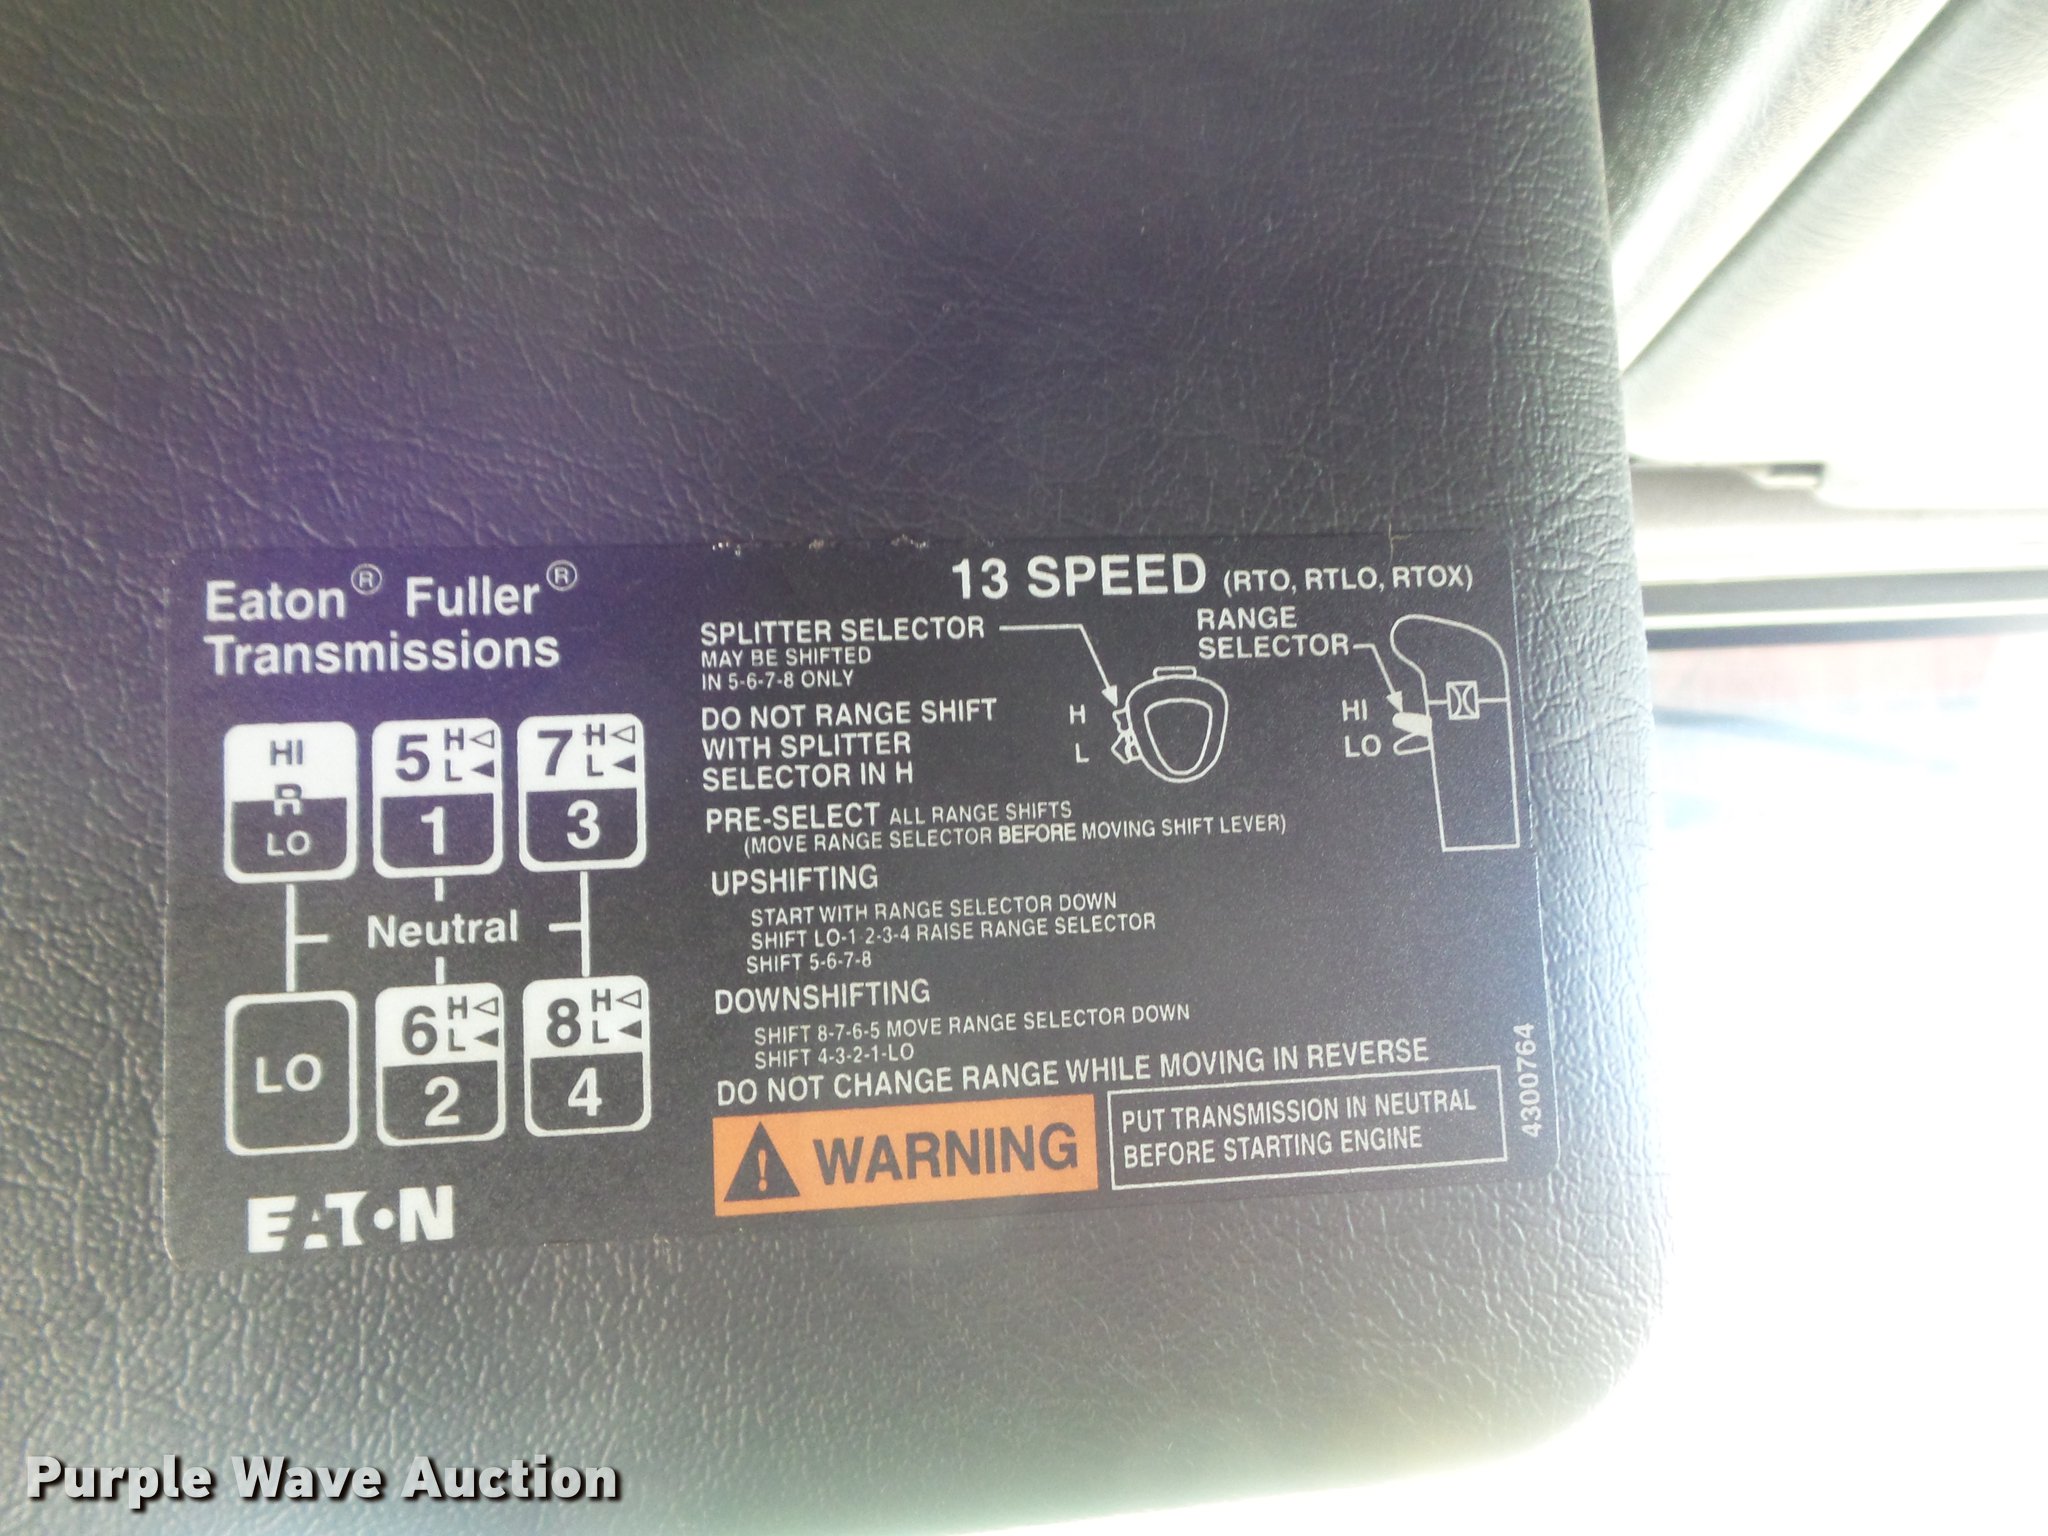 Eaton® Fuller®
Transmissions
HI
R
LO
5 H
L
1
7 H
L
3
Neutral
LO
6 H
L
2
8 H
L
4
EATON
13 SPEED (RTO, RTLO, RTOX)
SPLITTER SELECTOR
MAY BE SHIFTED
IN 5-6-7-8 ONLY
H
L
RANGE
SELECTOR
HI
LO
DO NOT RANGE SHIFT
WITH SPLITTER
SELECTOR IN H
PRE-SELECT ALL RANGE SHIFTS
(MOVE RANGE SELECTOR BEFORE MOVING SHIFT LEVER)
UPSHIFTING
START WITH RANGE SELECTOR DOWN
SHIFT LO-1 2-3-4 RAISE RANGE SELECTOR
SHIFT 5-6-7-8
DOWNSHIFTING
SHIFT 8-7-6-5 MOVE RANGE SELECTOR DOWN
SHIFT 4-3-2-1-LO
DO NOT CHANGE RANGE WHILE MOVING IN REVERSE
! WARNING
PUT TRANSMISSION IN NEUTRAL
BEFORE STARTING ENGINE
4300764
Purple Wave Auction